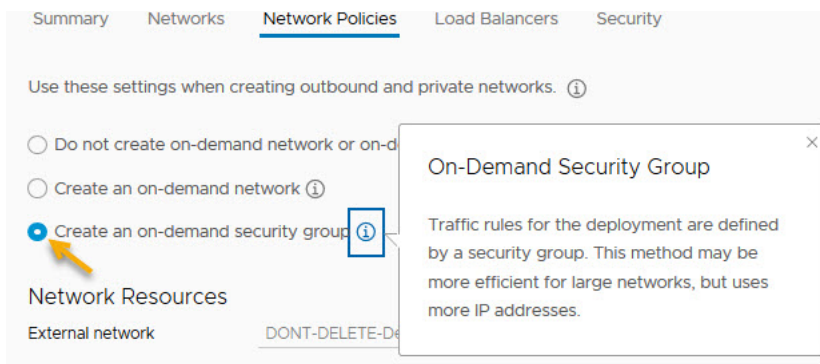 Summary Networks Network Policies Load Balancers Security
Use these settings when creating outbound and private networks.
Do not create on-demand network or on-d
On-Demand Security Group
Create an on-demand network
Create an on-demand security group
Traffic rules for the deployment are defined
by a security group. This method may be
more efficient for large networks, but uses
more IP addresses.
Network Resources
External network DONT-DELETE-De